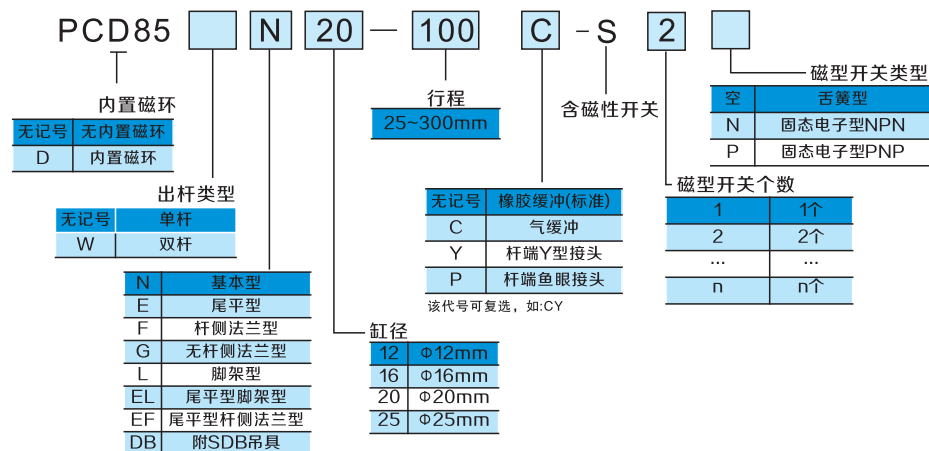 PCD85 N 20 — 100 C - S 2
内置磁环
无记号 无内置磁环
D 内置磁环
出杆类型
无记号 单杆
W 双杆
N 基本型
E 尾平型
F 杆侧法兰型
G 无杆侧法兰型
L 脚架型
EL 尾平型脚架型
EF 尾平型杆侧法兰型
DB 附SDB吊具
缸径
12 Φ12mm
16 Φ16mm
20 Φ20mm
25 Φ25mm
行程
25~300mm
无记号 橡胶缓冲(标准)
C 气缓冲
Y 杆端Y型接头
P 杆端鱼眼接头
该代号可复选，如:CY
含磁性开关
磁型开关个数
1 1个
2 2个
... ...
n n个
磁型开关类型
空 舌簧型
N 固态电子型NPN
P 固态电子型PNP